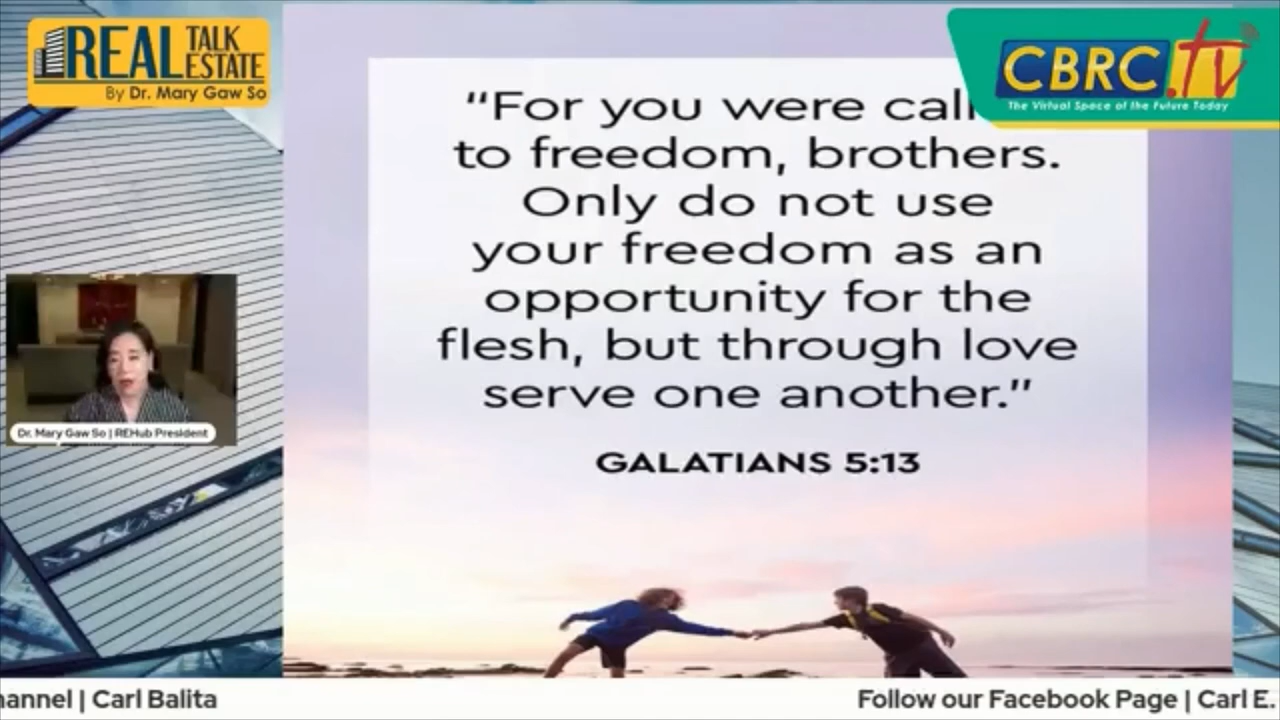 REAL TALK ESTATE
By Dr. Mary Gaw So
CBRC.tv
The Virtual Space of the Future Today
“For you were call
to freedom, brothers.
Only do not use
your freedom as an
opportunity for the
flesh, but through love
serve one another.”
GALATIANS 5:13
Dr. Mary Gaw So | REHub President
hannel | Carl Balita
Follow our Facebook Page | Carl E.